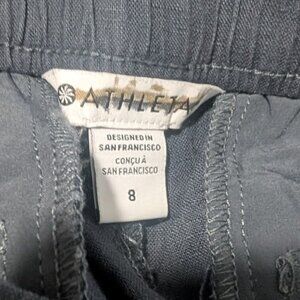 ATHLETA
DESIGNED IN
SAN FRANCISCO
CONÇU À
SAN FRANCISCO
8